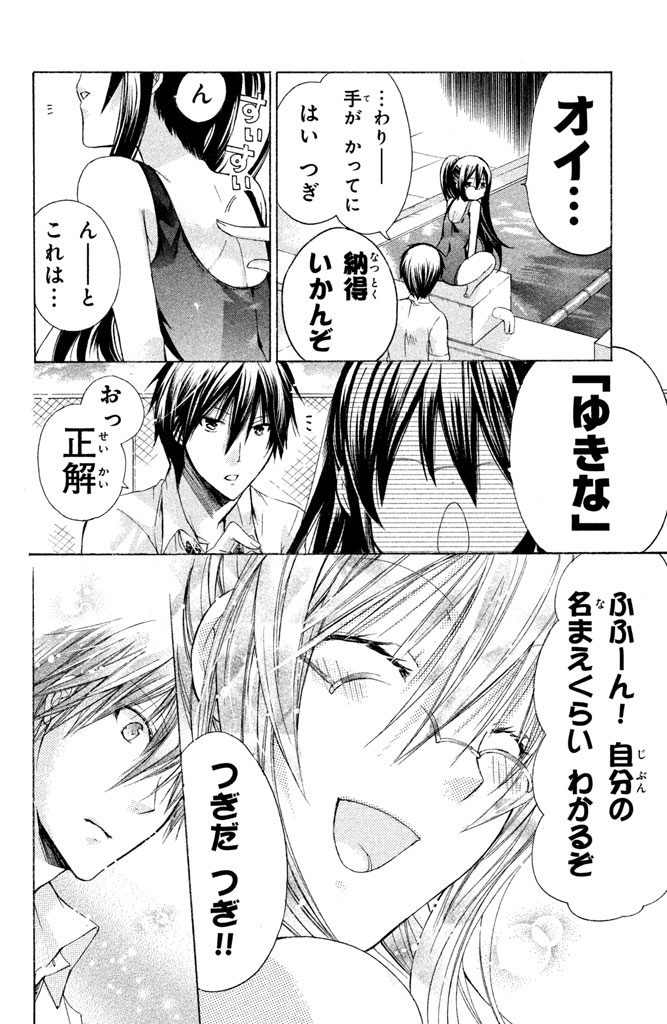 オイ…
…わりー
手が かってに
はい つぎ
納得
いかんぞ
ん
すいすい
んーと
これは…
「ゆきな」
おっ
正解
ふふーん! 自分の
名まえくらい わかるぞ
つぎだ つぎ!!